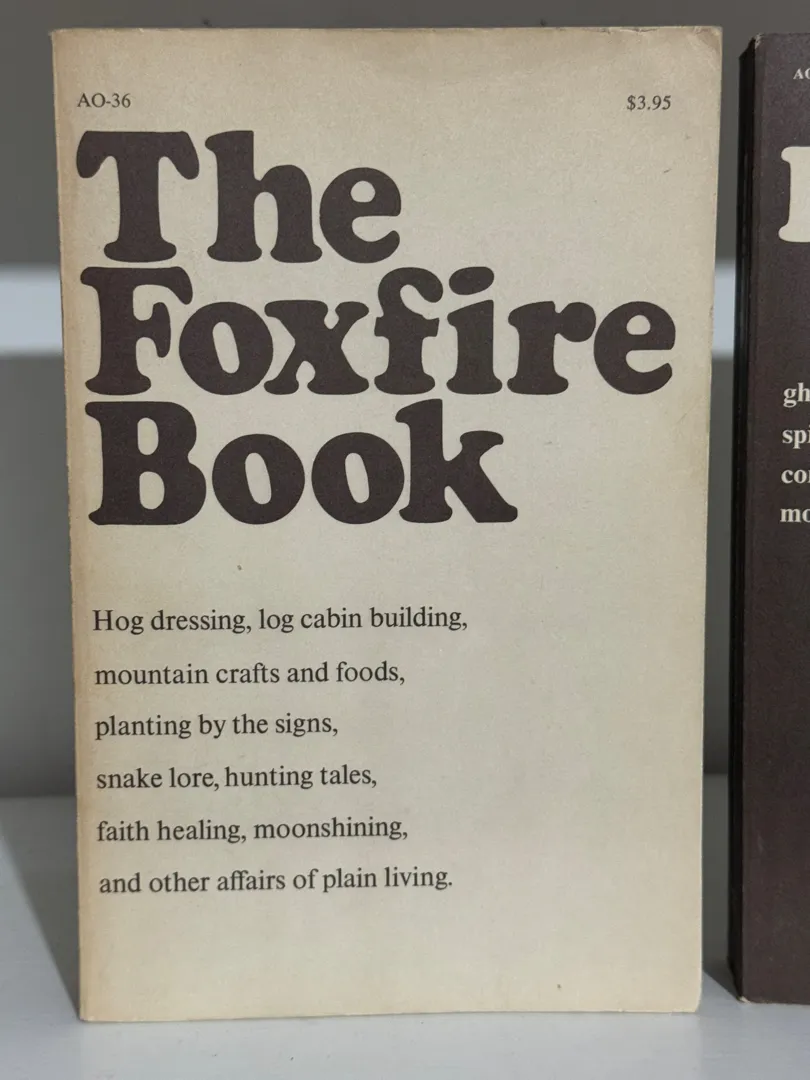 AO-36
$3.95
The
Foxfire
Book
Hog dressing, log cabin building,
mountain crafts and foods,
planting by the signs,
snake lore, hunting tales,
faith healing, moonshining,
and other affairs of plain living.